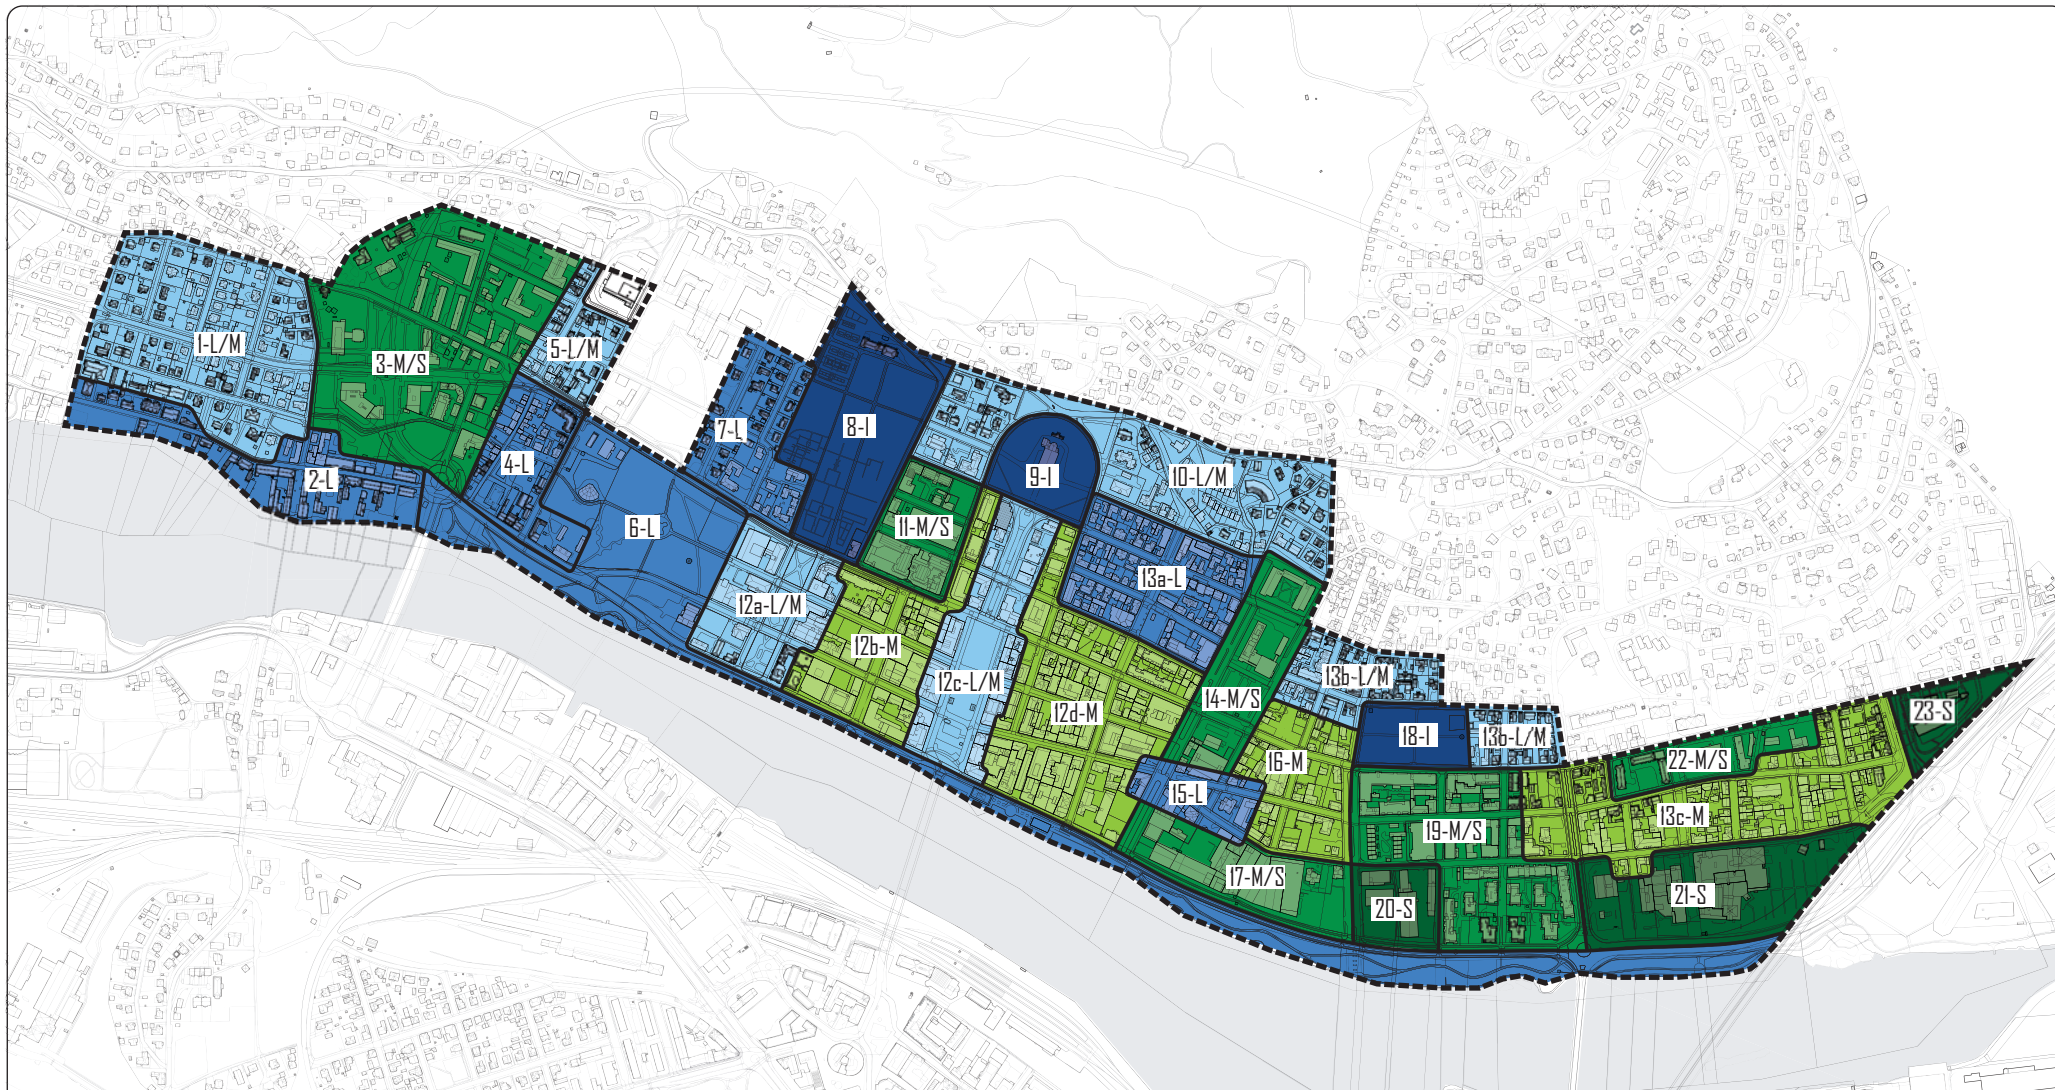 1-L/M
3-M/S
5-L/M
2-L
4-L
7-L
8-I
6-L
9-I
10-L/M
11-M/S
12a-L/M
13a-L
12b-M
12c-L/M
12d-M
14-M/S
13b-L/M
18-I
13b-L/M
23-S
16-M
22-M/S
15-L
13c-M
19-M/S
17-M/S
20-S
21-S